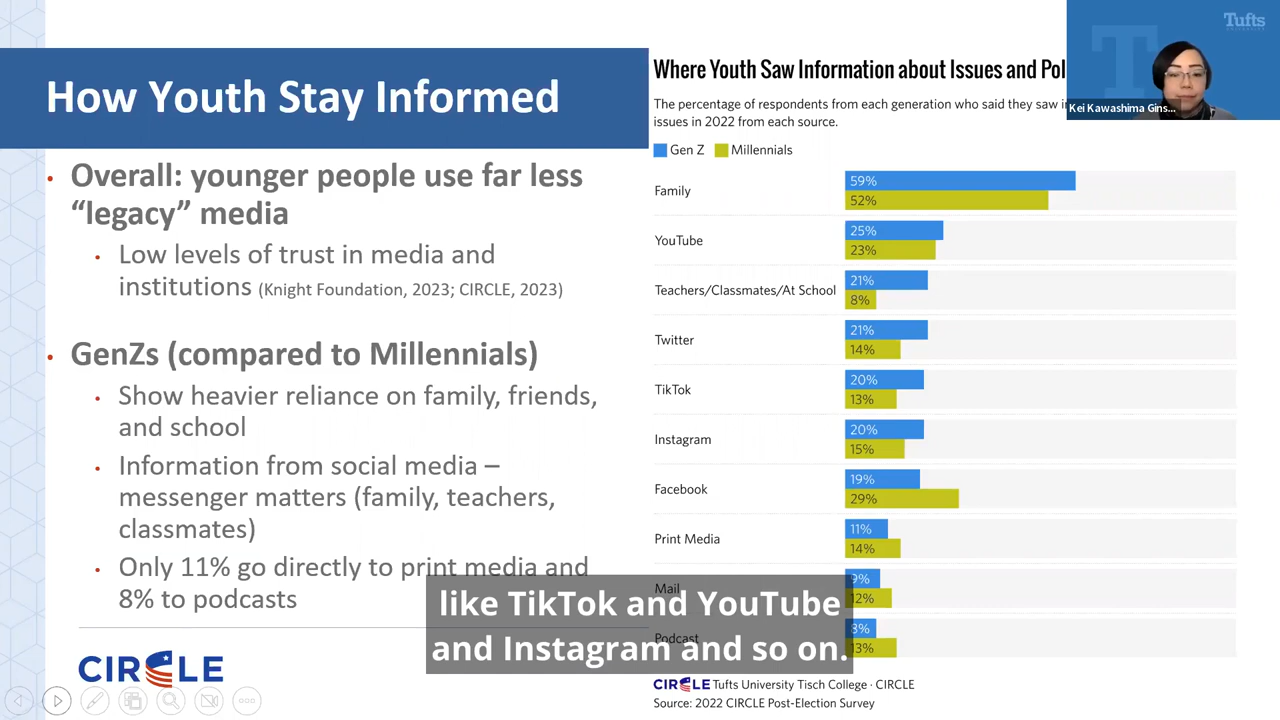 How Youth Stay Informed
• Overall: younger people use far less
“legacy” media
• Low levels of trust in media and
institutions (Knight Foundation, 2023; CIRCLE, 2023)
• GenZs (compared to Millennials)
• Show heavier reliance on family, friends,
and school
• Information from social media –
messenger matters (family, teachers,
classmates)
• Only 11% go directly to print media and
8% to podcasts
CIRCLE
Where Youth Saw Information about Issues and
The percentage of respondents from each generation who said they saw
issues in 2022 from each source.
Gen Z Millennials
Family 59% 52%
YouTube 25% 23%
Teachers/Classmates/At School 21% 8%
Twitter 21% 14%
TikTok 20% 13%
Instagram 20% 15%
Facebook 19% 29%
Print Media 11% 14%
Mail 9% 12%
Podcast 8% 13%
CIRCLE Tufts University Tisch College · CIRCLE
Source: 2022 CIRCLE Post-Election Survey
Tufts
UNIVERSITY
Kei Kawashima Gins...
like TikTok and YouTube
and Instagram and so on.